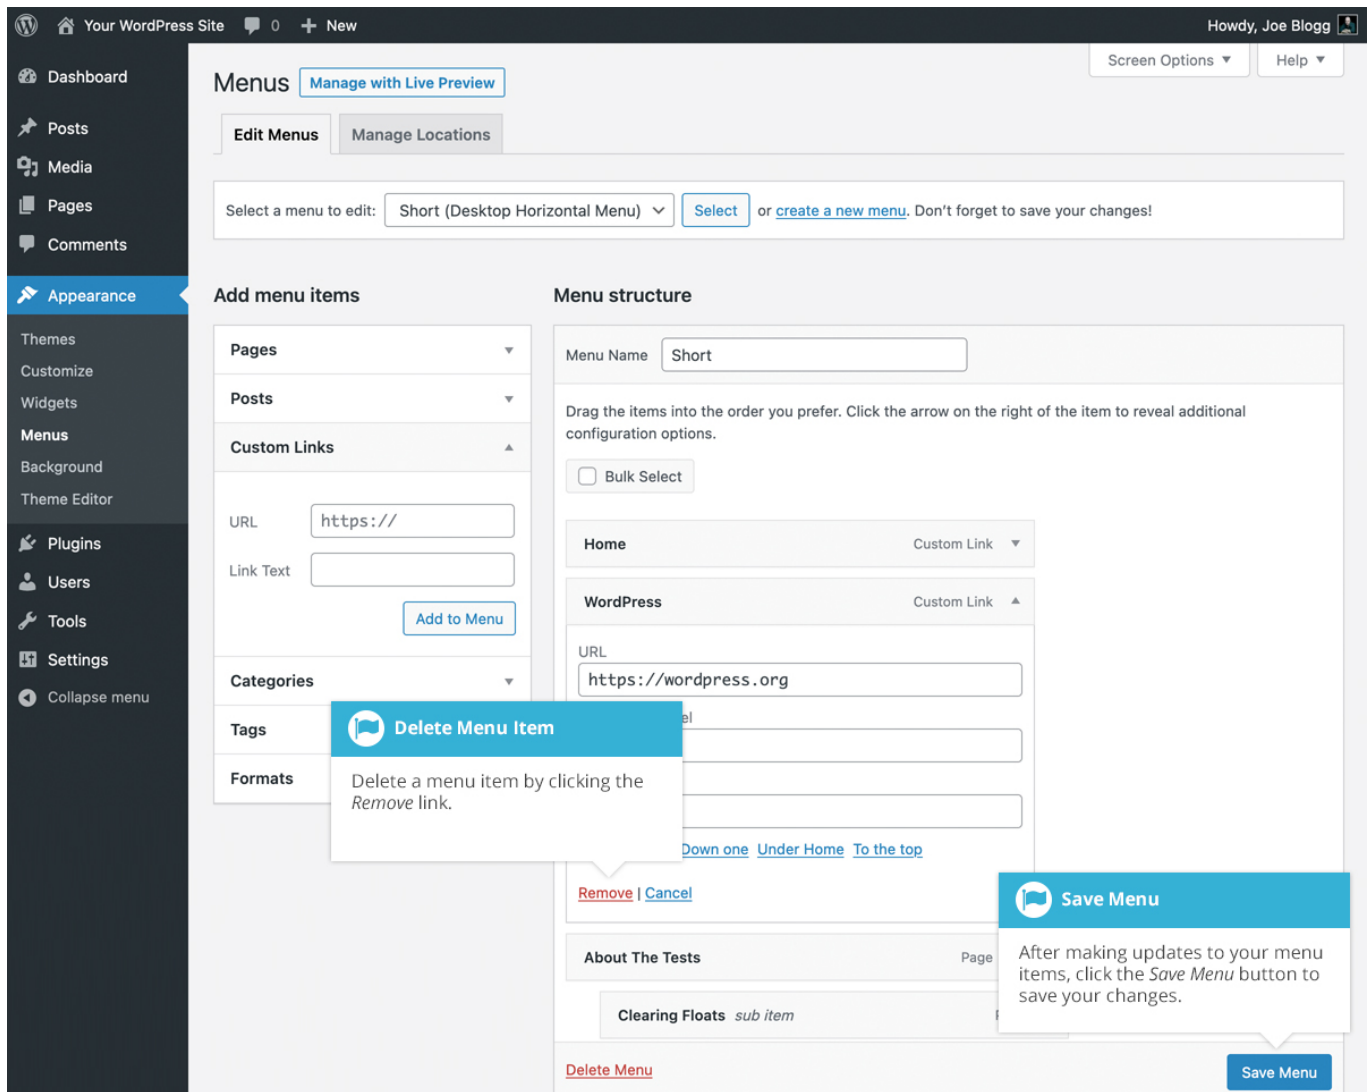 Your WordPress Site 0 + New
Howdy, Joe Blogg
Dashboard
Posts
Media
Pages
Comments
Appearance
Themes
Customize
Widgets
Menus
Background
Theme Editor
Plugins
Users
Tools
Settings
Collapse menu
Screen Options
Help
Menus
Manage with Live Preview
Edit Menus
Manage Locations
Select a menu to edit: Short (Desktop Horizontal Menu) Select or create a new menu. Don't forget to save your changes!
Add menu items
Pages
Posts
Custom Links
URL https://
Link Text
Add to Menu
Categories
Tags
Formats
Menu structure
Menu Name Short
Drag the items into the order you prefer. Click the arrow on the right of the item to reveal additional
configuration options.
Bulk Select
Home Custom Link
WordPress Custom Link
URL
https://wordpress.org
Down one Under Home To the top
Remove | Cancel
About The Tests Page
Clearing Floats sub item
Delete Menu
Save Menu
Delete Menu Item
Delete a menu item by clicking the
Remove link.
Save Menu
After making updates to your menu
items, click the Save Menu button to
save your changes.